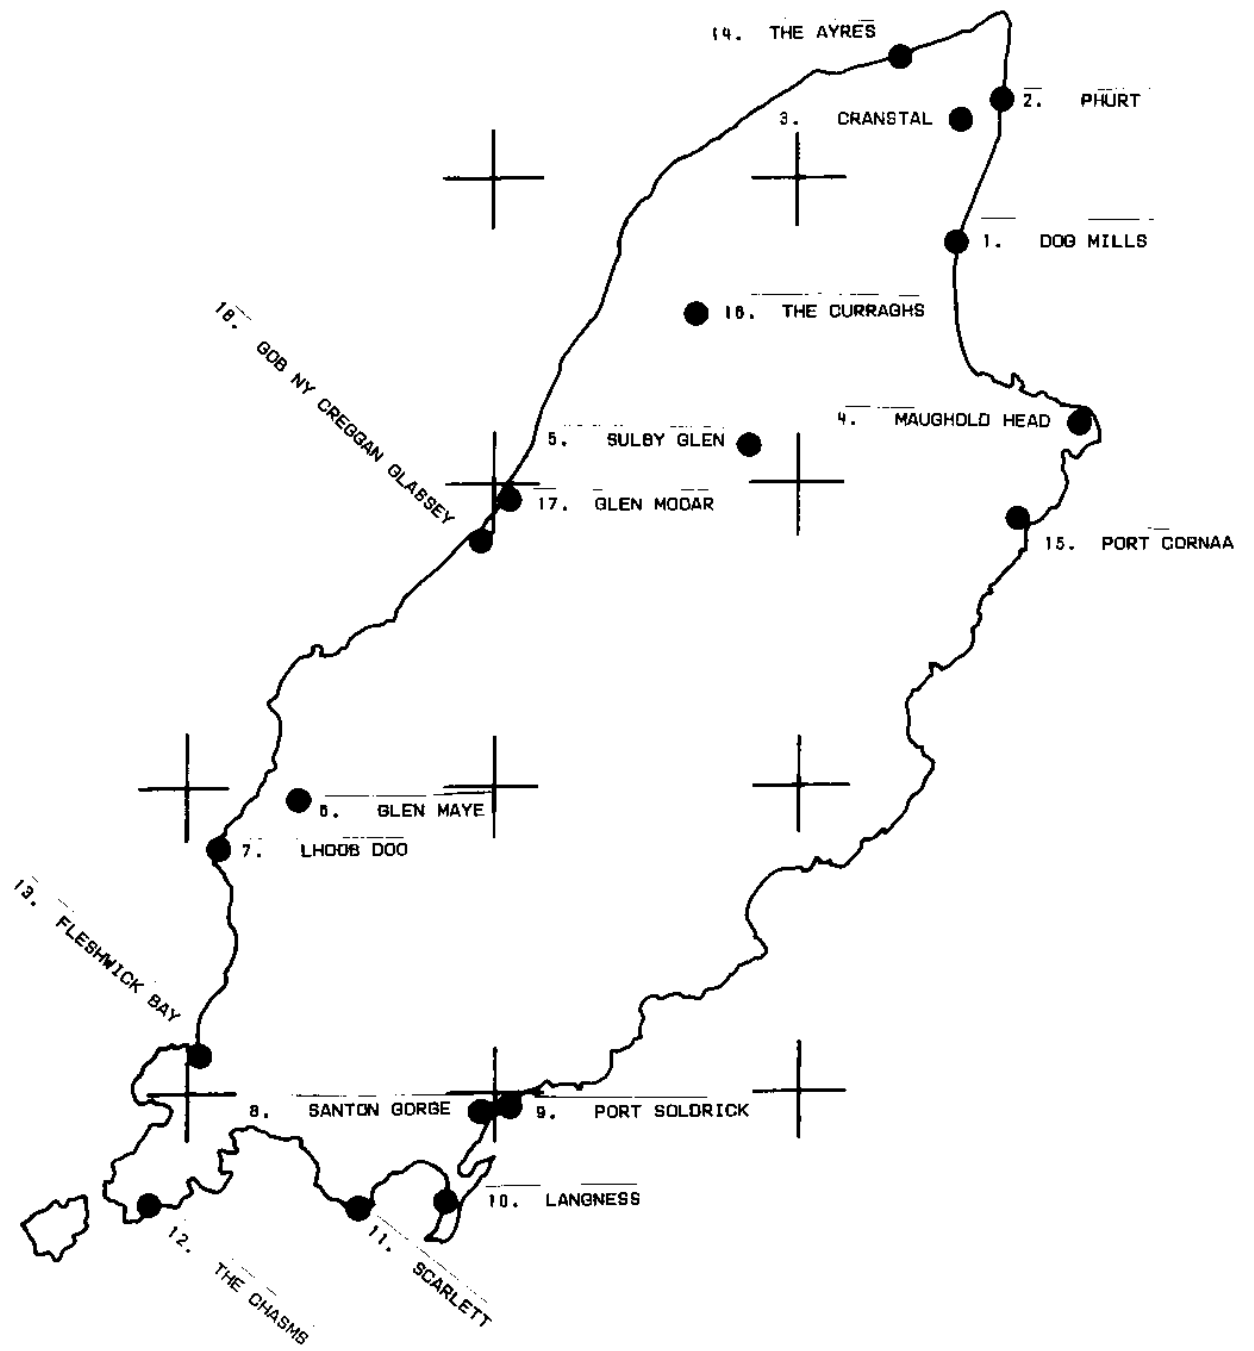 14. THE AYRES
2. PHURT
3. CRANSTAL
1. DOG MILLS
16. THE CURRAGHS
18. GOB NY CREGGAN GLASSEY
4. MAUGHOLD HEAD
5. SULBY GLEN
17. GLEN MOOAR
15. PORT CORNAA
6. GLEN MAYE
7. LHOOB DOO
13. FLESHWICK BAY
8. SANTON GORGE
9. PORT SOLDRICK
10. LANGNESS
11. SCARLETT
12. THE CHASMS